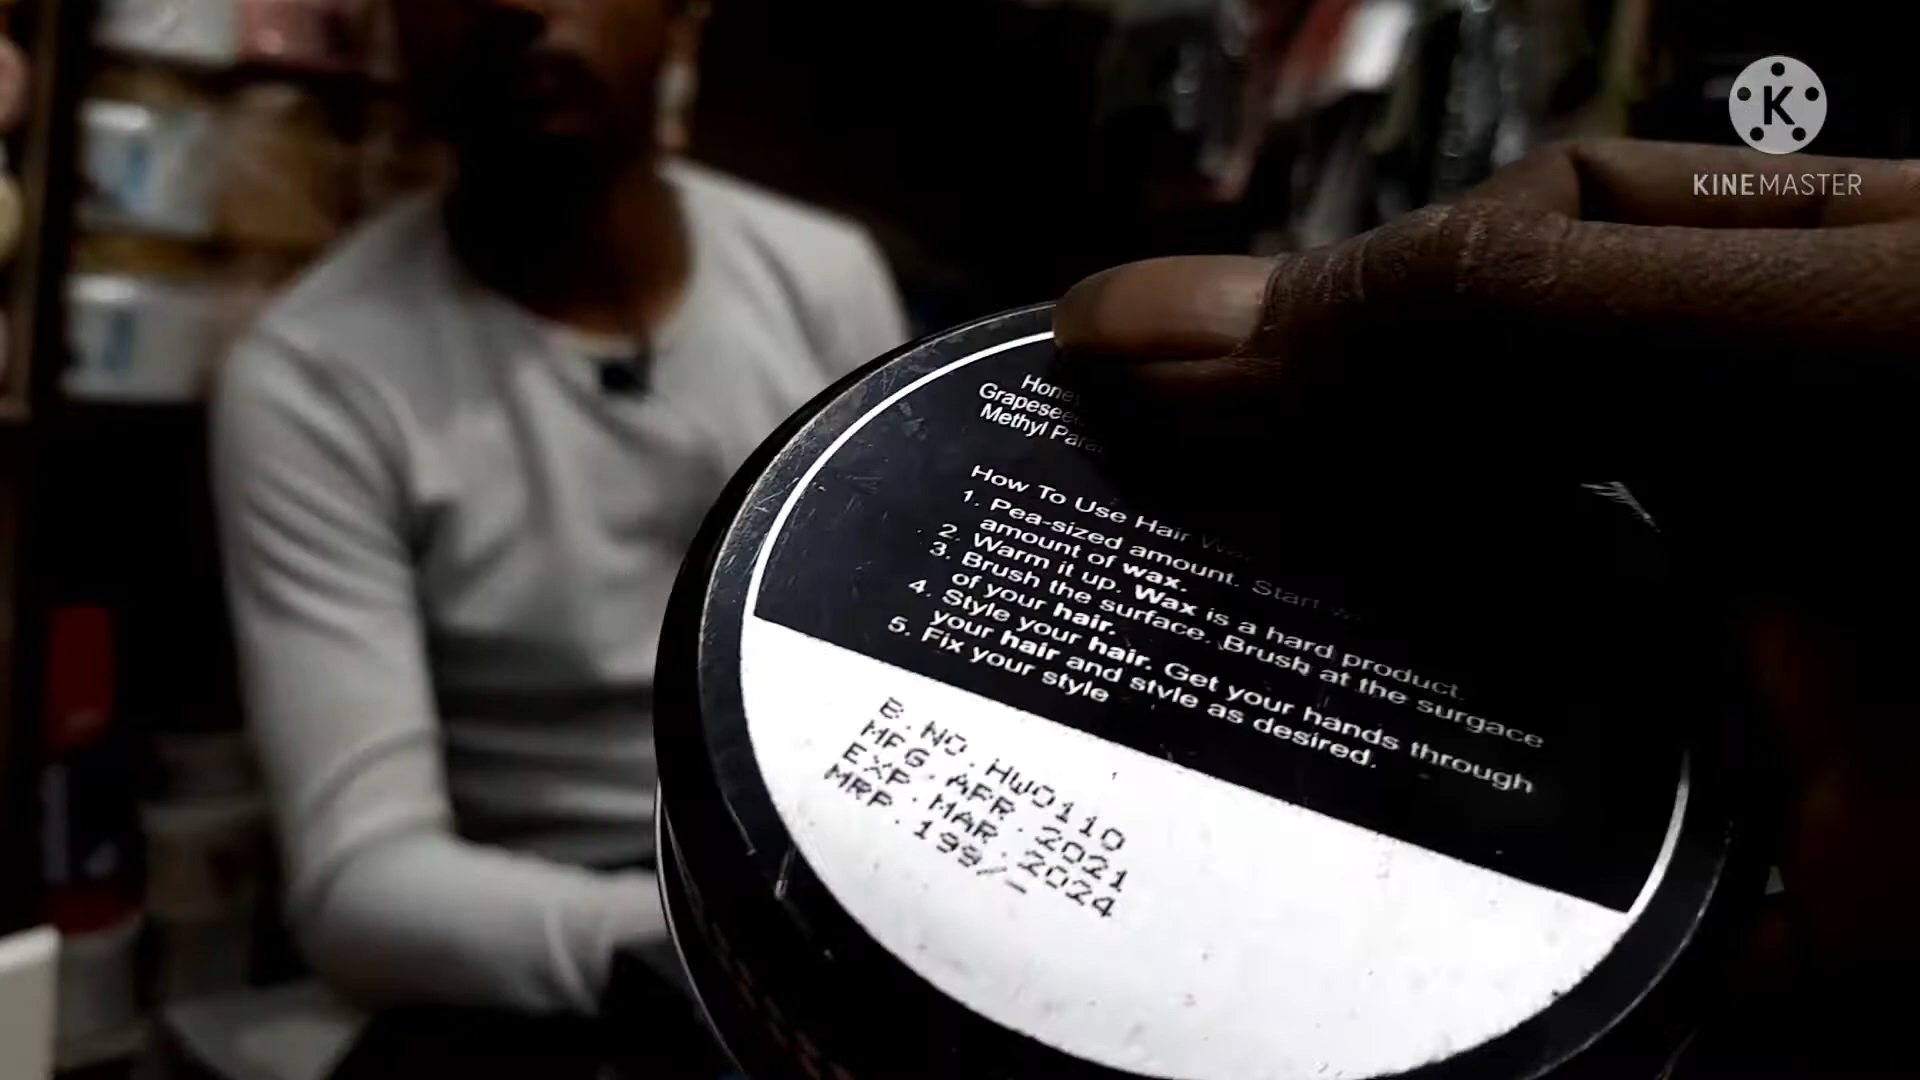 KINEMASTER
Honey
Grapeseed
Methyl Para
How To Use Hair Wax
1. Pea-sized amount. Start
amount of wax.
2. Warm it up. Wax is a hard product.
3. Brush the surface. Brush at the surgace
of your hair.
4. Style your hair. Get your hands through
your hair and style as desired.
5. Fix your style
B. NO. HW0110
MFG. APR. 2021
EXP. MAR. 2024
MRP. 199/-